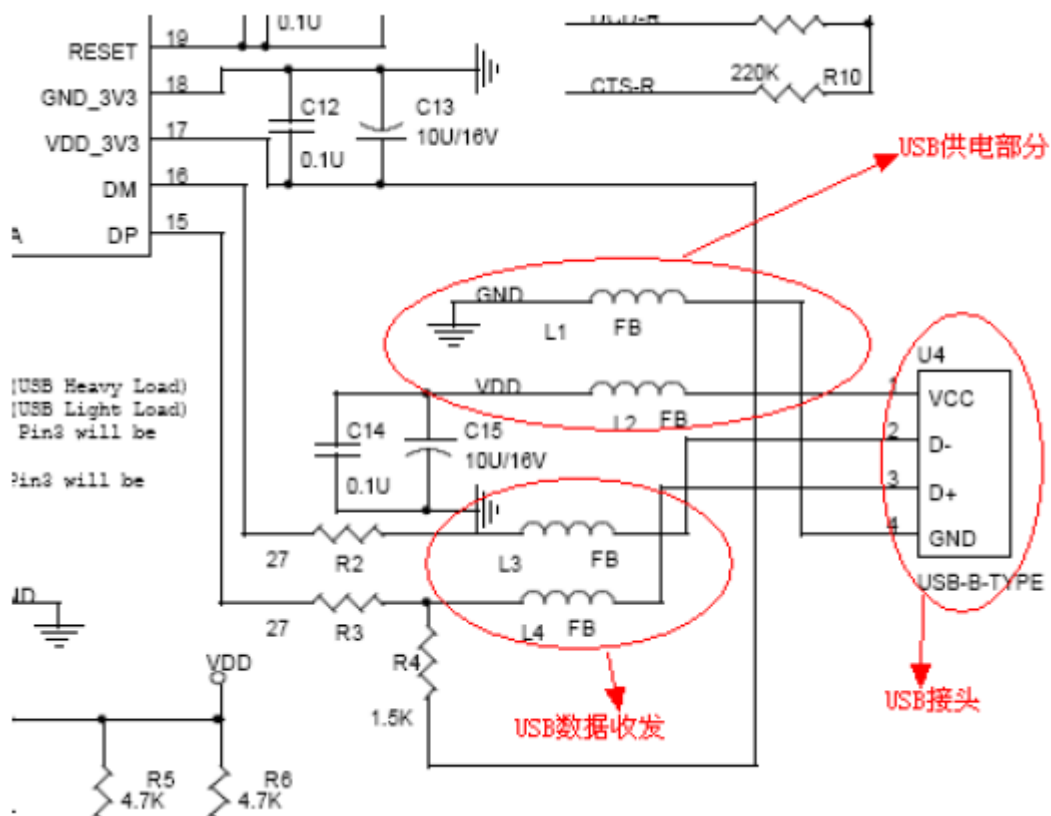 0.1U
DCD-R
RESET
19
GND_3V3
18
220K
R10
CTS-R
C12
C13
VDD_3V3
17
10U/16V
0.1U
USB供电部分
DM
16
A
DP
15
GND
L1
FB
U4
(USB Heavy Load)
VDD
1
VCC
(USB Light Load)
L2
FB
Pin3 will be
C14
C15
2
D-
10U/16V
Pin3 will be
0.1U
3
D+
4
GND
27
R2
L3
FB
USB-B-TYPE
ND
27
R3
L4
FB
VDD
R4
USB接头
1.5K
USB数据收发
R5
R6
4.7K
4.7K